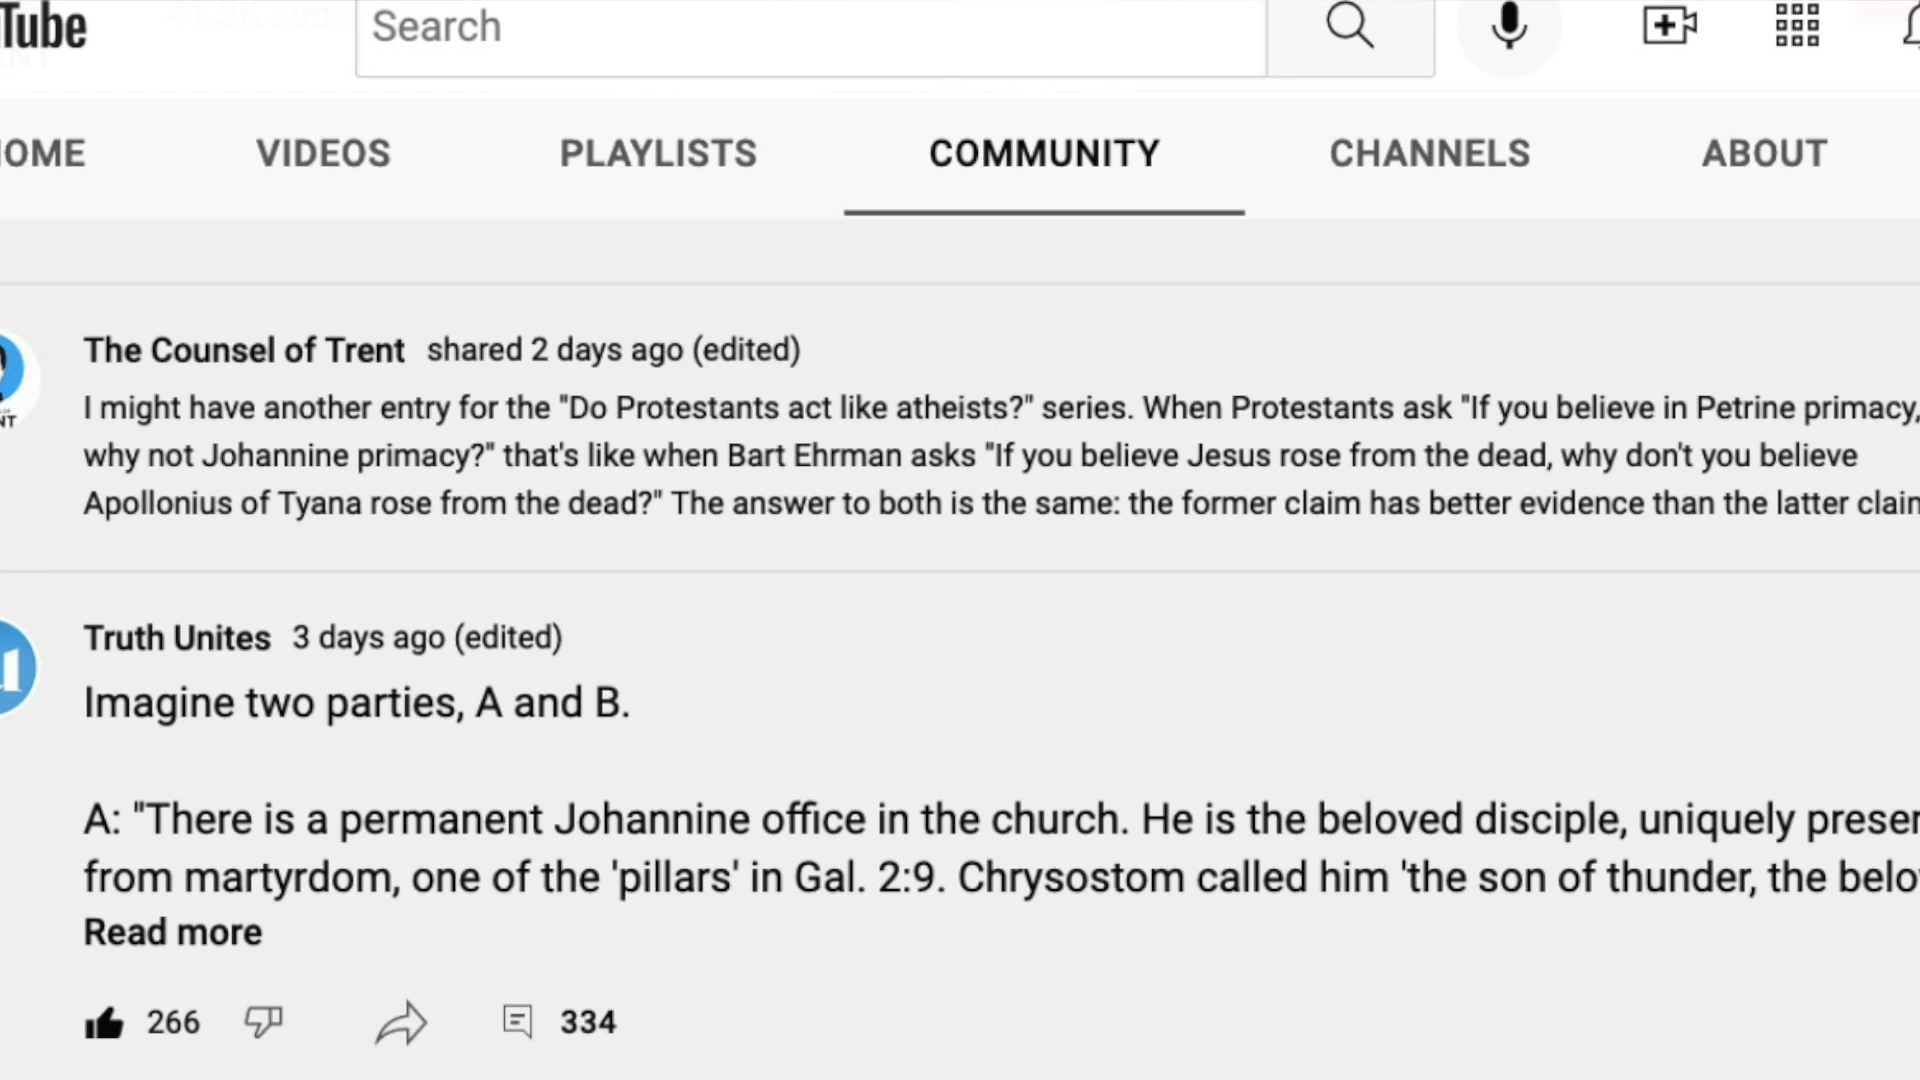 Tube
Search
HOME VIDEOS PLAYLISTS COMMUNITY CHANNELS ABOUT
The Counsel of Trent shared 2 days ago (edited)
I might have another entry for the "Do Protestants act like atheists?" series. When Protestants ask "If you believe in Petrine primacy,
why not Johannine primacy?" that's like when Bart Ehrman asks "If you believe Jesus rose from the dead, why don't you believe
Apollonius of Tyana rose from the dead?" The answer to both is the same: the former claim has better evidence than the latter claim
Truth Unites 3 days ago (edited)
Imagine two parties, A and B.
A: "There is a permanent Johannine office in the church. He is the beloved disciple, uniquely
from martyrdom, one of the 'pillars' in Gal. 2:9. Chrysostom called him 'the son of thunder, the
Read more
266 334